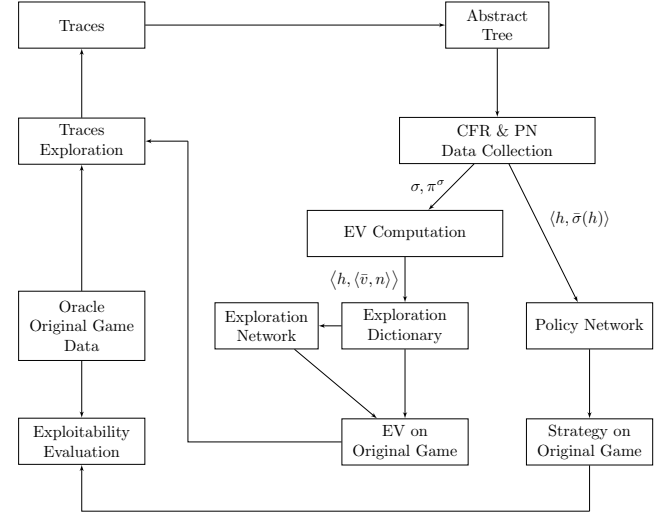 Traces
Abstract
Tree
Traces
Exploration
CFR & PN
Data Collection
σ, π^σ
⟨h, σ̄(h)⟩
EV Computation
⟨h, ⟨v̄, n⟩⟩
Oracle
Original Game
Data
Exploration
Network
Exploration
Dictionary
Policy Network
Exploitability
Evaluation
EV on
Original Game
Strategy on
Original Game